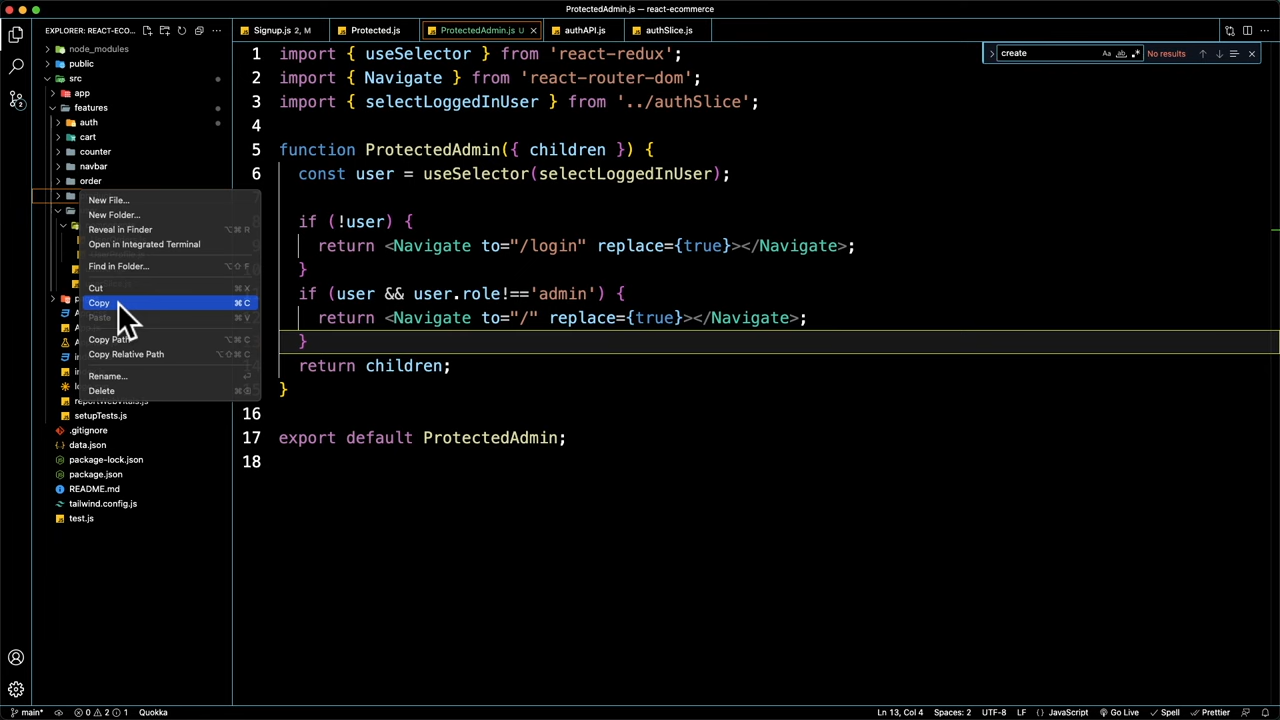 ProtectedAdmin.js — react-ecommerce
EXPLORER: REACT-ECO...
Signup.js 2, M
Protected.js
ProtectedAdmin.js U
authAPI.js
authSlice.js
create
Aa
ab
No results
node_modules
public
src
app
features
auth
cart
counter
navbar
order
New File...
New Folder...
Reveal in Finder ⌥⌘ R
Open in Integrated Terminal
Find in Folder... ⌥⇧ F
Cut ⌘ X
Copy ⌘ C
Paste ⌘ V
Copy Path ⌥⌘ C
Copy Relative Path ⌥⇧⌘ C
Rename...
Delete
reportWebVitals.js
setupTests.js
.gitignore
data.json
package-lock.json
package.json
README.md
tailwind.config.js
test.js
1 import { useSelector } from 'react-redux';
2 import { Navigate } from 'react-router-dom';
3 import { selectLoggedInUser } from '../authSlice';
4
5 function ProtectedAdmin({ children }) {
6 const user = useSelector(selectLoggedInUser);
if (!user) {
return <Navigate to="/login" replace={true}></Navigate>;
}
if (user && user.role!=='admin') {
return <Navigate to="/" replace={true}></Navigate>;
}
return children;
}
16
17 export default ProtectedAdmin;
18
main* 0 2 1 Quokka
Ln 13, Col 4 Spaces: 2 UTF-8 LF {} JavaScript Go Live Spell Prettier